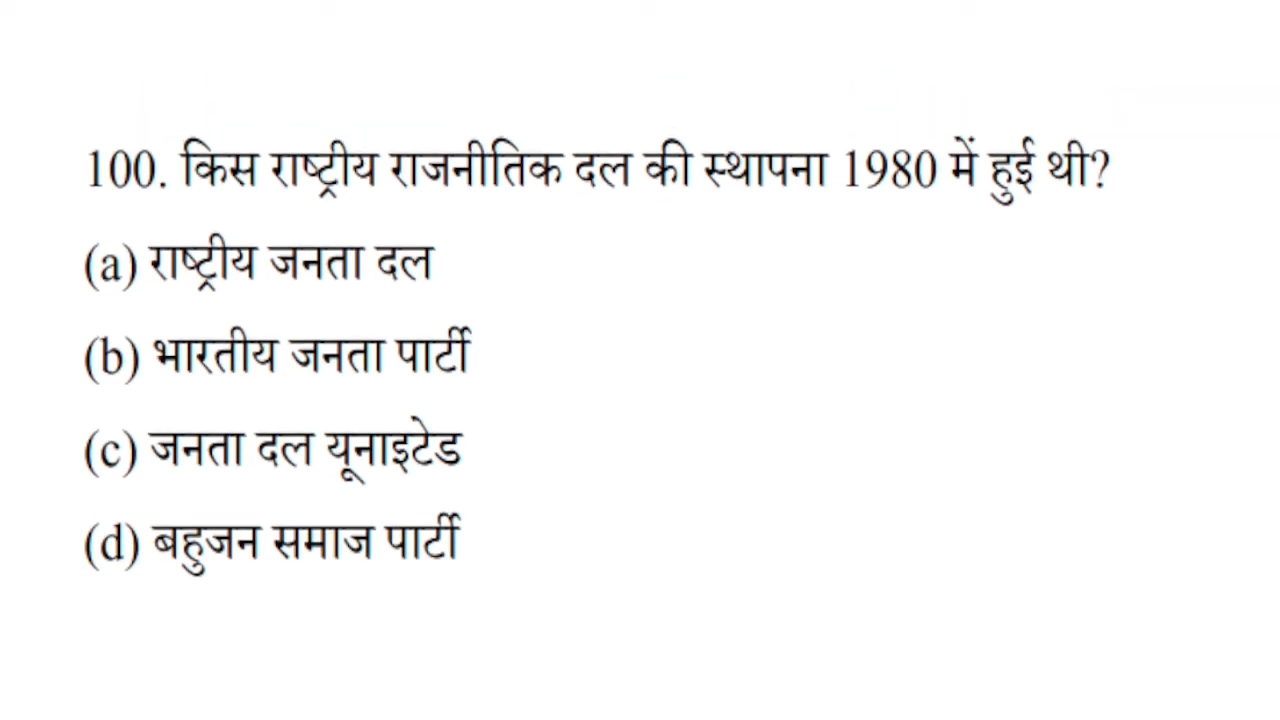 100. किस राष्ट्रीय राजनीतिक दल की स्थापना 1980 में हुई थी?
(a) राष्ट्रीय जनता दल
(b) भारतीय जनता पार्टी
(c) जनता दल यूनाइटेड
(d) बहुजन समाज पार्टी